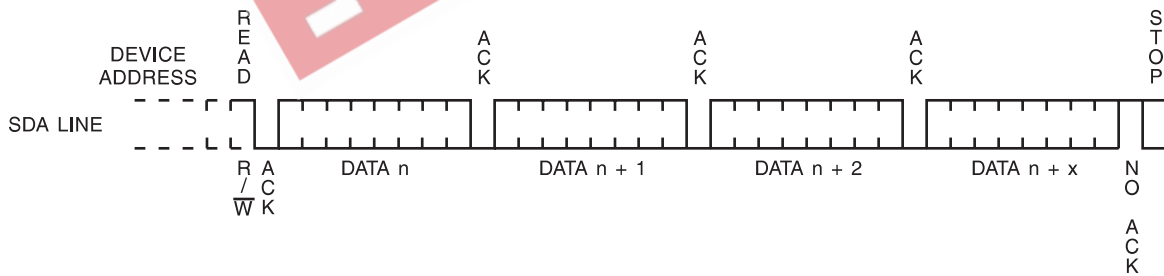 READ
ACK
ACK
ACK
STOP
DEVICE
ADDRESS
SDA LINE
R/W
ACK
DATA n
DATA n + 1
DATA n + 2
DATA n + x
NO ACK